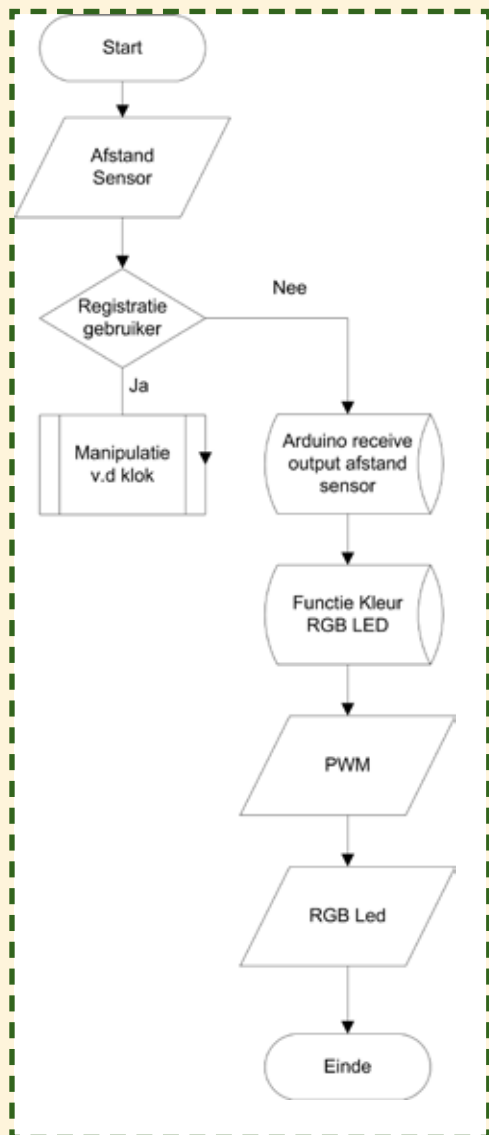 Start
Afstand
Sensor
Registratie
gebruiker
Nee
Ja
Manipulatie
v.d klok
Arduino receive
output afstand
sensor
Functie Kleur
RGB LED
PWM
RGB Led
Einde